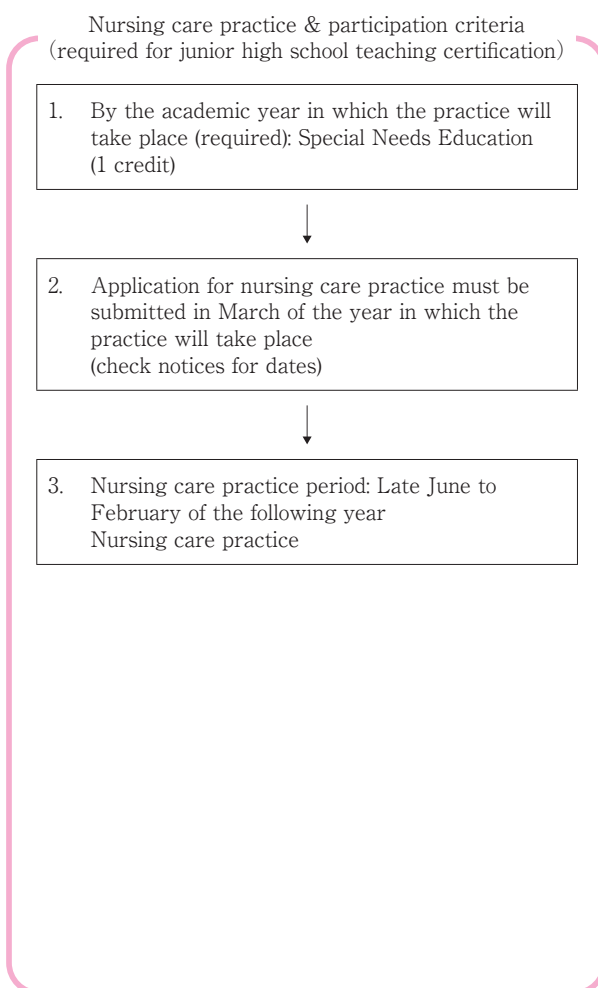 Nursing care practice & participation criteria
（required for junior high school teaching certification）
1. By the academic year in which the practice will
take place (required): Special Needs Education
(1 credit)
2. Application for nursing care practice must be
submitted in March of the year in which the
practice will take place
(check notices for dates)
3. Nursing care practice period: Late June to
February of the following year
Nursing care practice